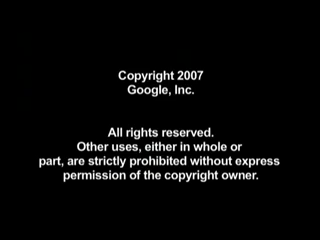 Copyright 2007
Google, Inc.
All rights reserved.
Other uses, either in whole or
part, are strictly prohibited without express
permission of the copyright owner.